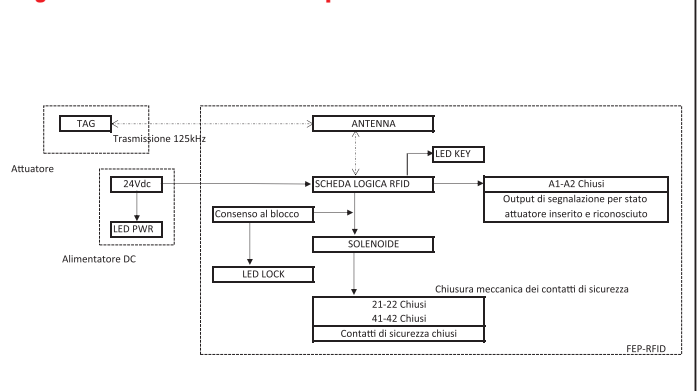 TAG
ANTENNA
Trasmissione 125kHz
LED KEY
Attuatore
24Vdc
SCHEDA LOGICA RFID
A1-A2 Chiusi
Output di segnalazione per stato
attuatore inserito e riconosciuto
Consenso al blocco
LED PWR
SOLENOIDE
Alimentatore DC
LED LOCK
Chiusura meccanica dei contatti di sicurezza
21-22 Chiusi
41-42 Chiusi
Contatti di sicurezza chiusi
FEP-RFID